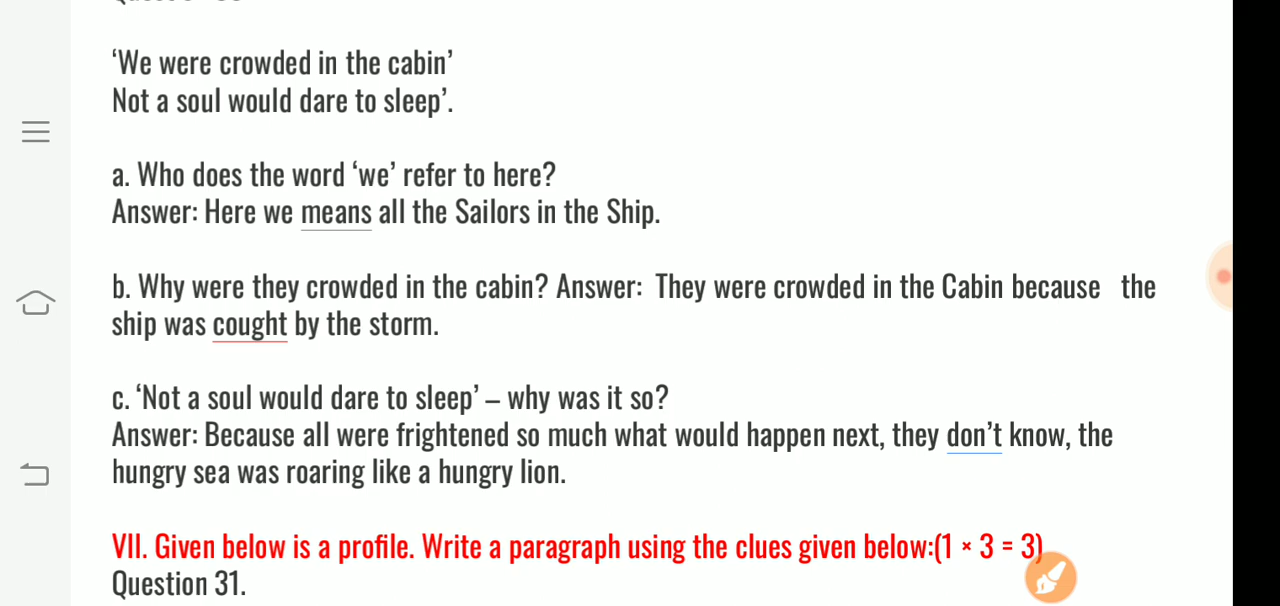 ‘We were crowded in the cabin’
Not a soul would dare to sleep’.
a. Who does the word ‘we’ refer to here?
Answer: Here we means all the Sailors in the Ship.
b. Why were they crowded in the cabin? Answer:  They were crowded in the Cabin because   the
ship was cought by the storm.
c. ‘Not a soul would dare to sleep’ – why was it so?
Answer: Because all were frightened so much what would happen next, they don’t know, the
hungry sea was roaring like a hungry lion.
VII. Given below is a profile. Write a paragraph using the clues given below:(1 × 3 = 3)
Question 31.